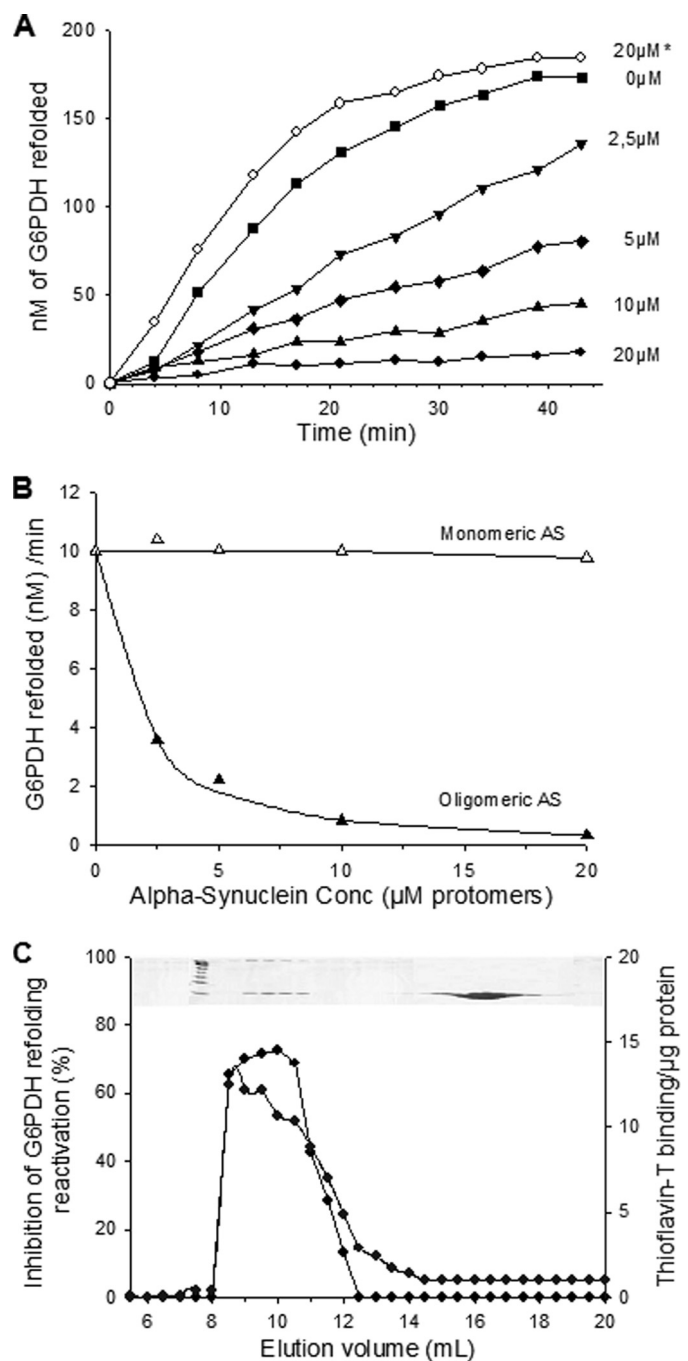 A
200
150
100
50
0
nM of G6PDH refolded
20µM *
0µM
2,5µM
5µM
10µM
20µM
0 10 20 30 40
Time (min)
B
12
10
8
6
4
2
0
G6PDH refolded (nM) /min
Monomeric AS
Oligomeric AS
0 5 10 15 20
Alpha-Synuclein Conc (µM protomers)
C
100
80
60
40
20
0
Inhibition of G6PDH refolding
reactivation (%)
20
15
10
5
0
Thioflavin-T binding/µg protein
6 8 10 12 14 16 18 20
Elution volume (mL)